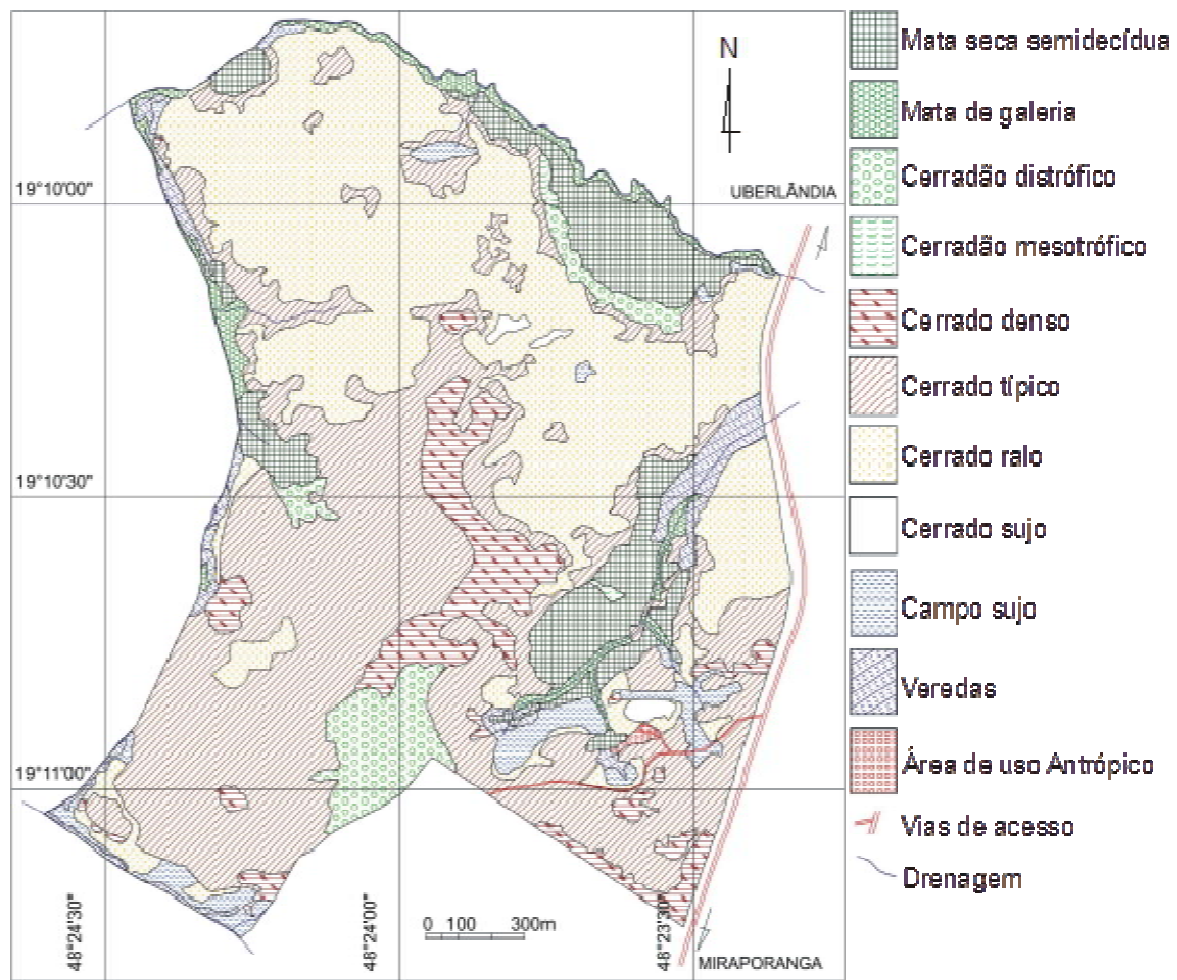 N
19°10'00"
UBERLÂNDIA
19°10'30"
19°11'00"
48°24'30"
48°24'00"
48°23'30"
0 100 300m
MIRAPORANGA
Mata seca semidecídua
Mata de galeria
Cerradão distrófico
Cerradão mesotrófico
Cerrado denso
Cerrado típico
Cerrado ralo
Cerrado sujo
Campo sujo
Veredas
Área de uso Antrópico
Vias de acesso
Drenagem